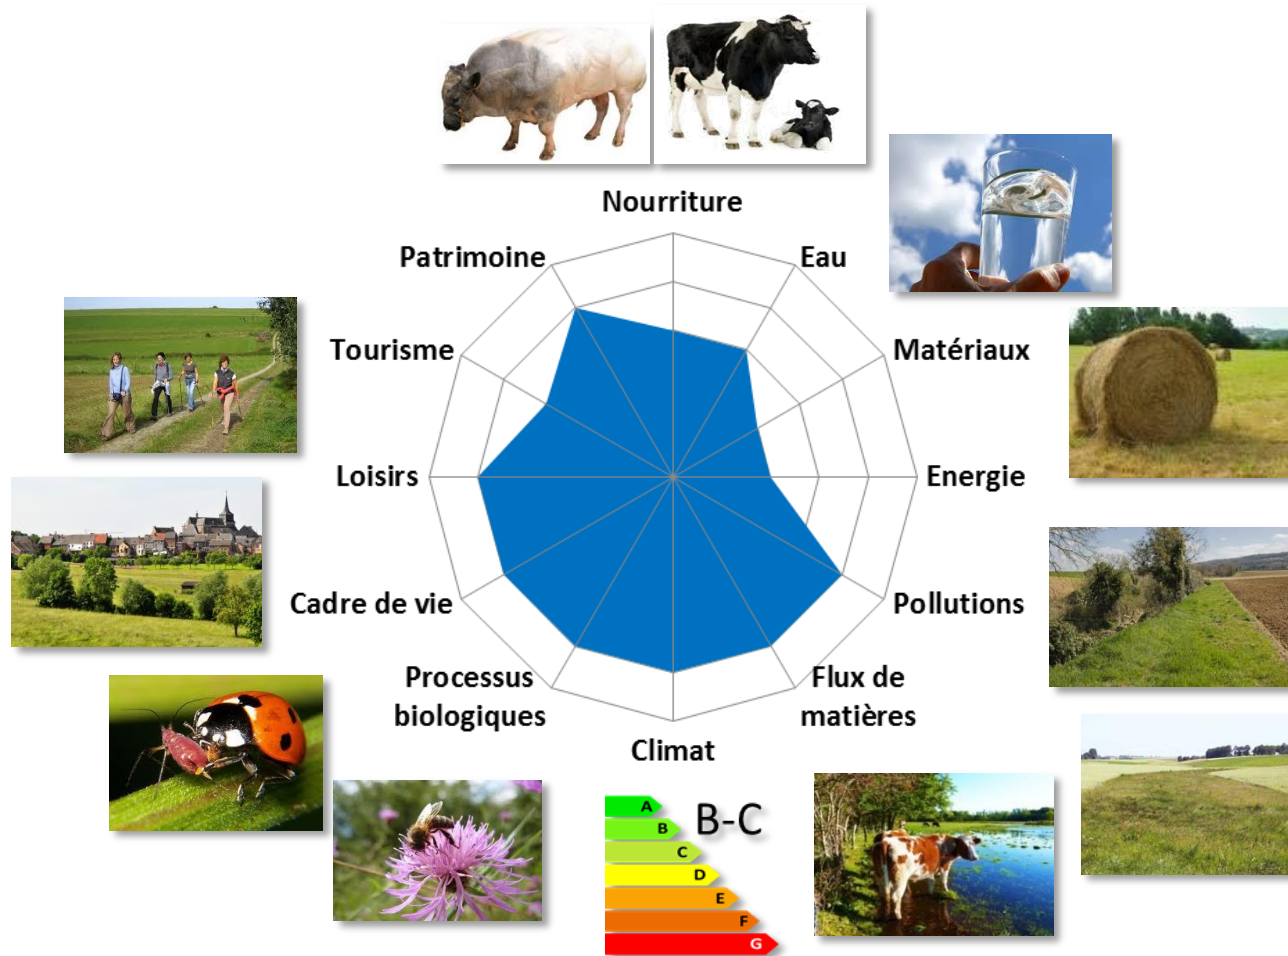 Nourriture
Patrimoine
Eau
Tourisme
Matériaux
Loisirs
Energie
Cadre de vie
Pollutions
Processus
biologiques
Flux de
matières
Climat
A
B-C
B
C
D
E
F
G